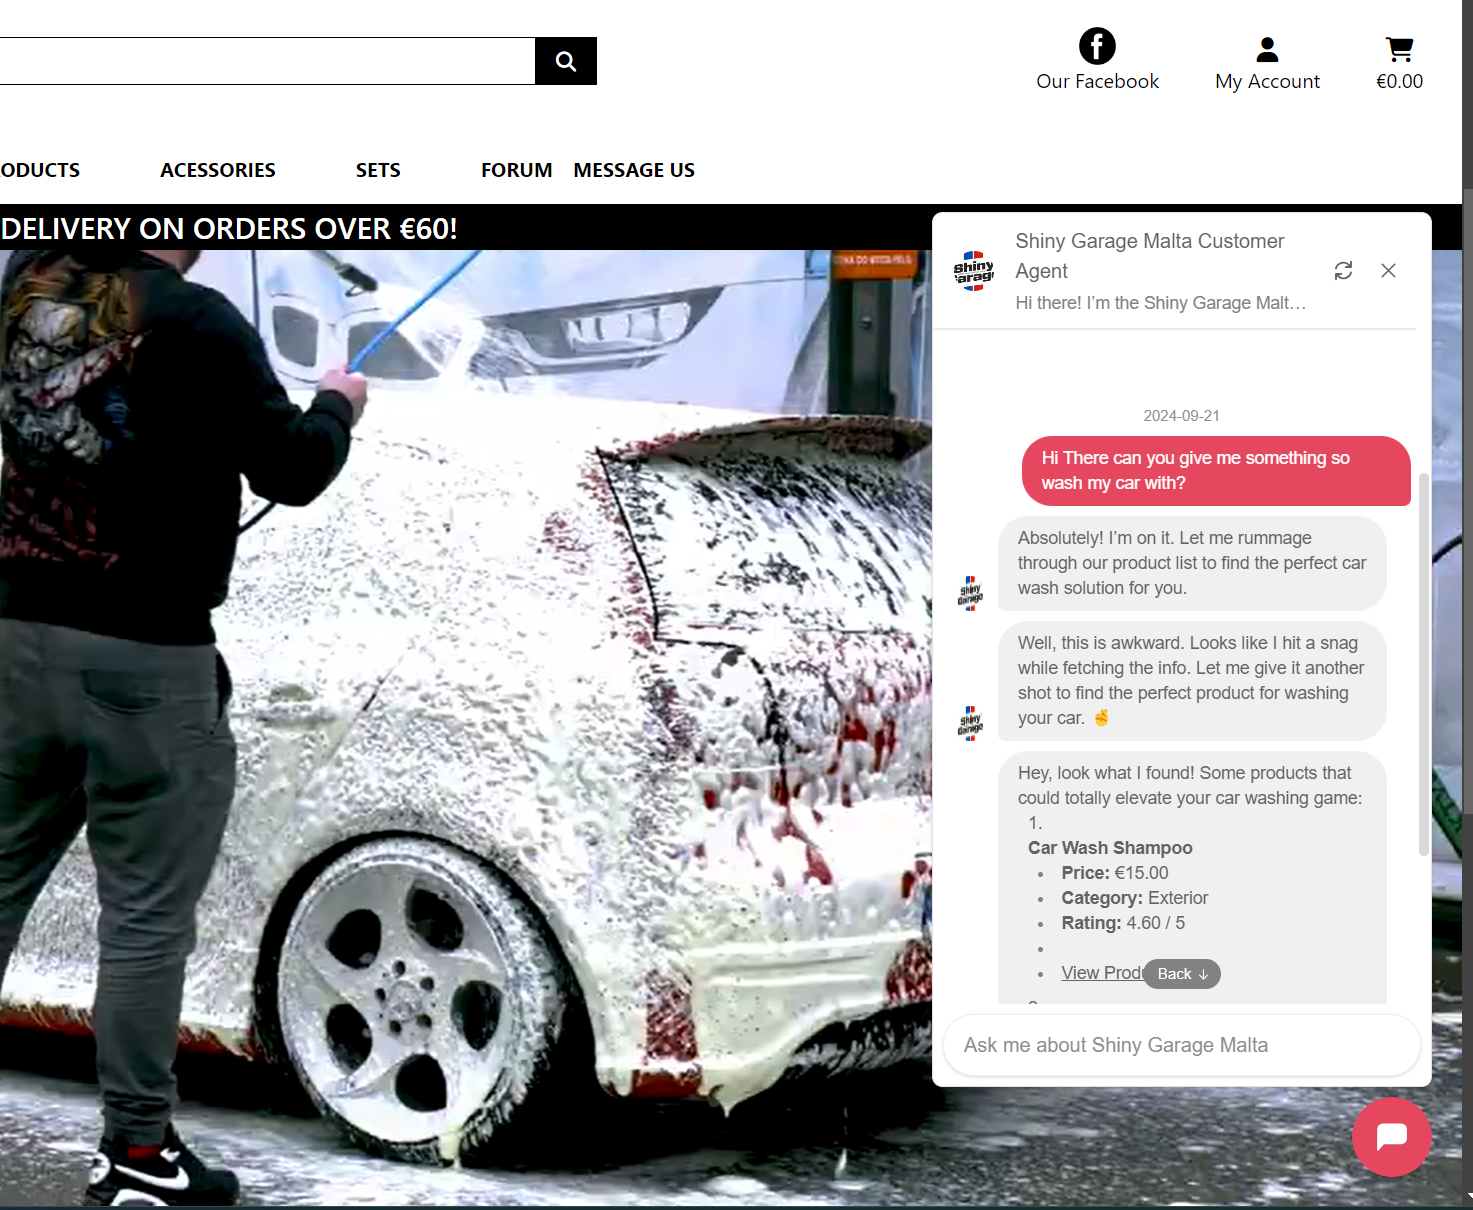 Our Facebook
My Account
€0.00
ODUCTS
ACESSORIES
SETS
FORUM
MESSAGE US
DELIVERY ON ORDERS OVER €60!
Shiny Garage Malta Customer
Agent
Hi there! I'm the Shiny Garage Malt...
2024-09-21
Hi There can you give me something so
wash my car with?
Absolutely! I'm on it. Let me rummage
through our product list to find the perfect car
wash solution for you.
Shiny
Garage
Well, this is awkward. Looks like I hit a snag
while fetching the info. Let me give it another
shot to find the perfect product for washing
your car. 🤞
Shiny
Garage
Hey, look what I found! Some products that
could totally elevate your car washing game:
1.
Car Wash Shampoo
• Price: €15.00
• Category: Exterior
• Rating: 4.60 / 5
•
• View Produ
Back ↓
Ask me about Shiny Garage Malta